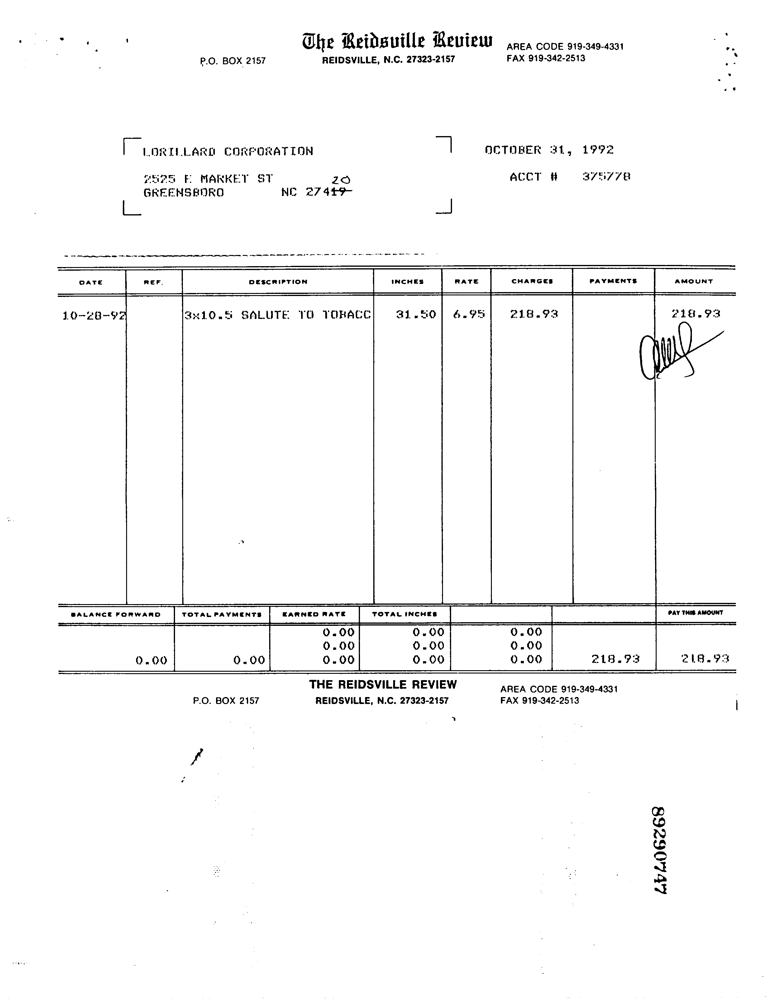 The Reidsville Review
P.O. BOX 2157 REIDSVILLE, N.C. 27323-2157
AREA CODE 919-349-4331
FAX 919-342-2513
LORILLARD CORPORATION
OCTOBER 31, 1992
2525 E MARKET ST
ACCT # 375778
20
GREENSBORO NC 27419
DATE REF. DESCRIPTION INCHES RATE CHARGES PAYMENTS AMOUNT
10-28-92 3x10.5 SALUTE TO TOBACC 31.50 6.95 218.93 218.93
BALANCE FORWARD TOTAL PAYMENTS EARNED RATE TOTAL INCHES PAY THIS AMOUNT
0.00 0.00 0.00
0.00 0.00 0.00
0.00 0.00 0.00 0.00 0.00 218.93 218.93
THE REIDSVILLE REVIEW
P.O. BOX 2157 REIDSVILLE, N.C. 27323-2157
AREA CODE 919-349-4331
FAX 919-342-2513
89290747